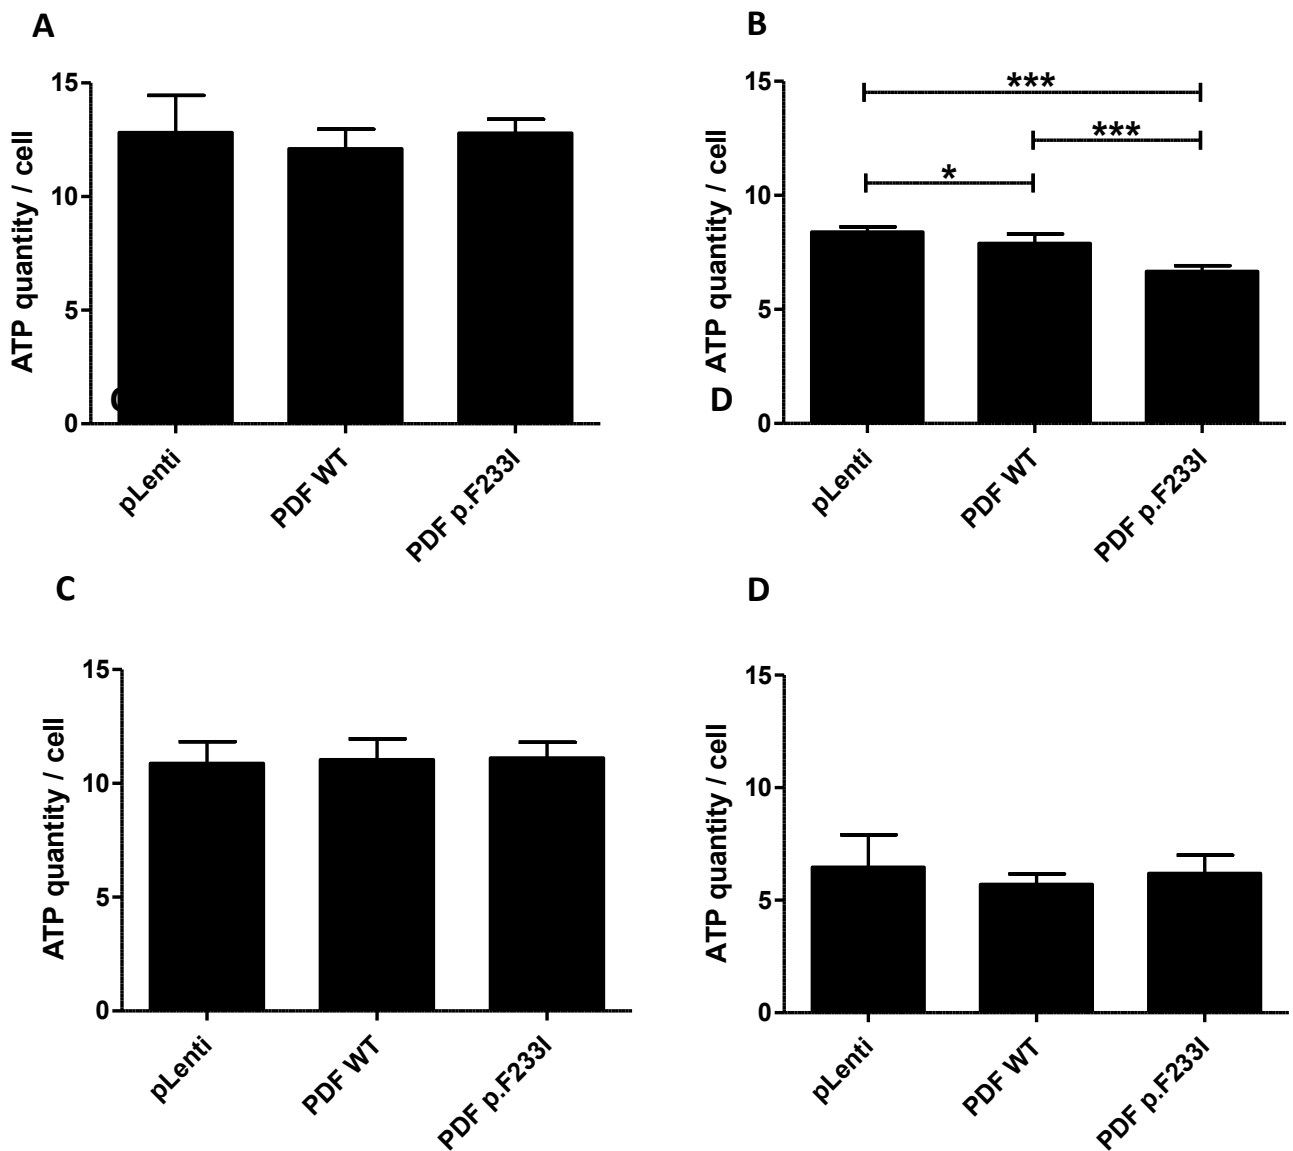 A
ATP quantity / cell
15
10
5
0
pLenti
PDF WT
PDF p.F233I
B
ATP quantity / cell
15
10
5
0
***
***
*
D
pLenti
PDF WT
PDF p.F233I
C
ATP quantity / cell
15
10
5
0
pLenti
PDF WT
PDF p.F233I
D
ATP quantity / cell
15
10
5
0
pLenti
PDF WT
PDF p.F233I